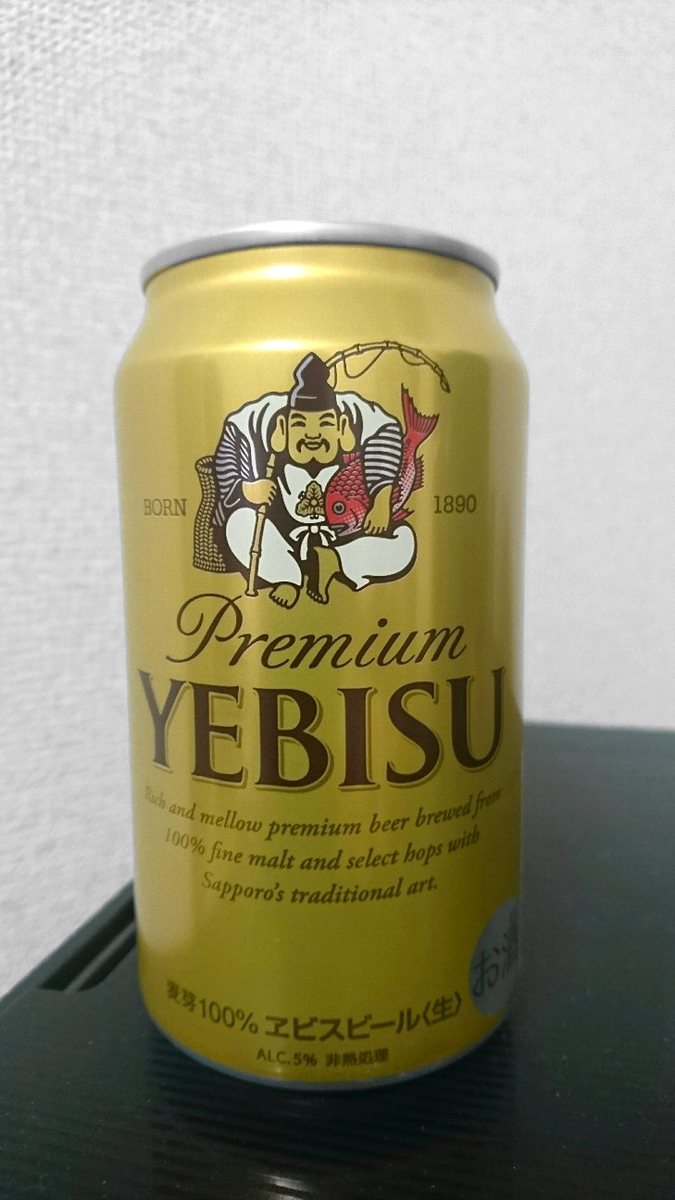 BORN 1890
Premium
YEBISU
Rich and mellow premium beer brewed from
100% fine malt and select hops with
Sapporo's traditional art.
お酒
麦芽100% ヱビスビール〈生〉
ALC.5% 非熱処理